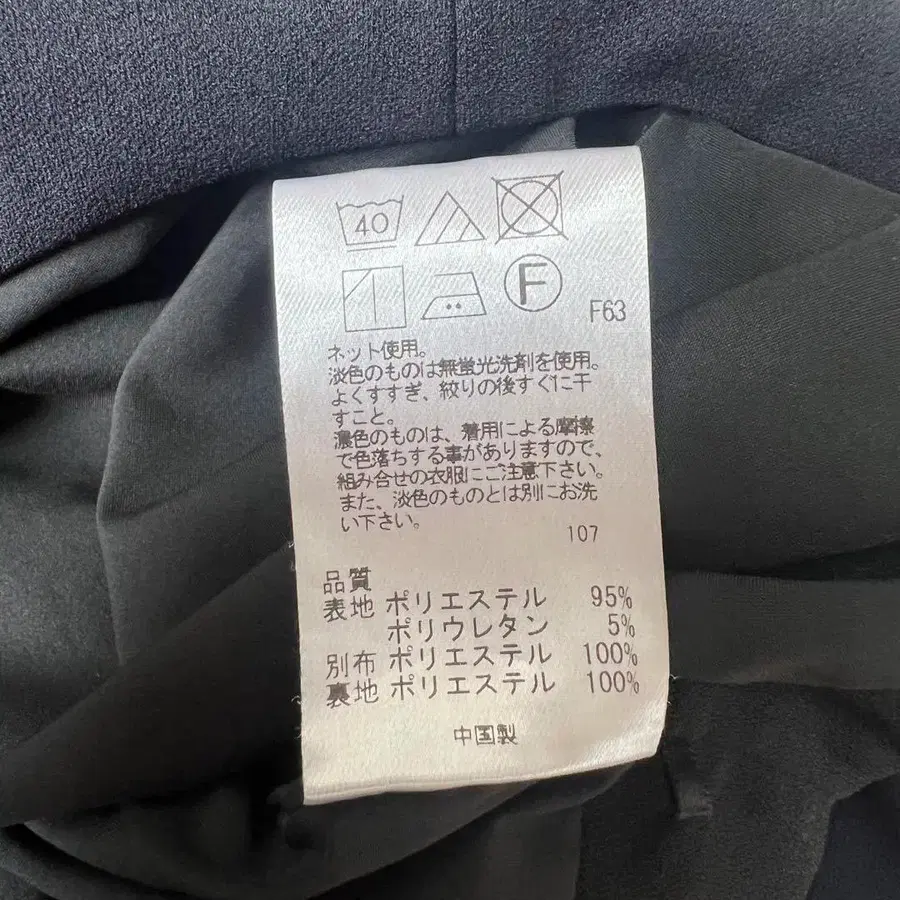 40
F
F63
ネット使用。
淡色のものは無蛍光洗剤を使用。
よくすすぎ、絞りの後すぐに干
すこと。
濃色のものは、着用による摩擦
で色落ちする事がありますので、
組み合せの衣服にご注意下さい。
また、淡色のものとは別にお洗
い下さい。
107
品質
表地 ポリエステル 95%
ポリウレタン 5%
別布 ポリエステル 100%
裏地 ポリエステル 100%
中国製